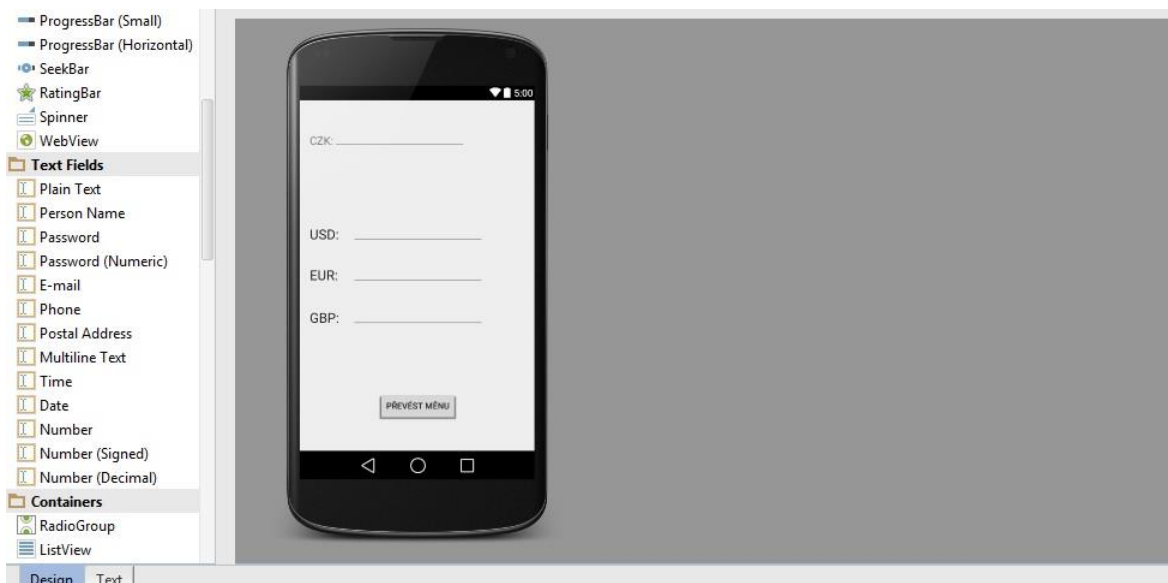 ProgressBar (Small)
ProgressBar (Horizontal)
SeekBar
RatingBar
Spinner
WebView
Text Fields
Plain Text
Person Name
Password
Password (Numeric)
E-mail
Phone
Postal Address
Multiline Text
Time
Date
Number
Number (Signed)
Number (Decimal)
Containers
RadioGroup
ListView
Design Text
5:00
CZK:
USD:
EUR:
GBP:
PŘEVÉST MĚNU